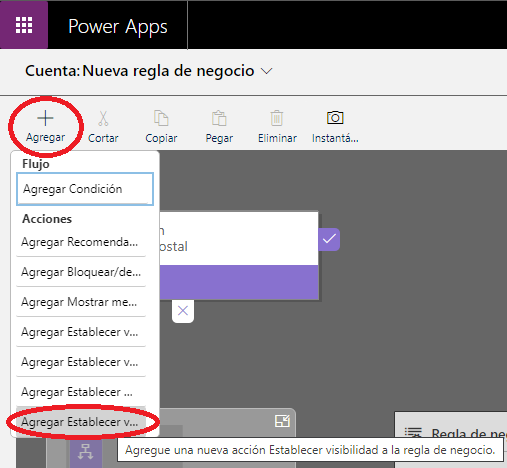 Power Apps
Cuenta: Nueva regla de negocio
Agregar
Cortar
Copiar
Pegar
Eliminar
Instantá...
Flujo
Agregar Condición
Acciones
Agregar Recomenda...
Agregar Bloquear/de...
Agregar Mostrar me...
Agregar Establecer v...
Agregar Establecer v...
Agregar Establecer ...
Agregar Establecer v...
n
ostal
Regla de neg
Agregue una nueva acción Establecer visibilidad a la regla de negocio.